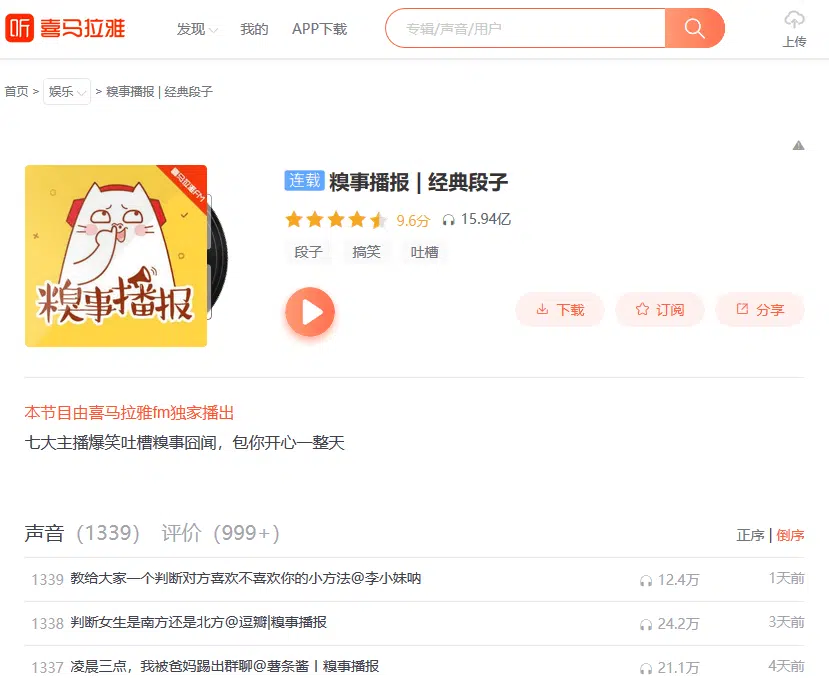 听 喜马拉雅 发现 我的 APP下载 专辑/声音/用户 上传
首页 > 娱乐 > 糗事播报 | 经典段子
喜马拉雅FM
糗事播报
连载 糗事播报 | 经典段子
9.6分 15.94亿
段子 搞笑 吐槽
下载 订阅 分享
本节目由喜马拉雅fm独家播出
七大主播爆笑吐槽糗事囧闻，包你开心一整天
声音（1339） 评价（999+） 正序 | 倒序
1339 教给大家一个判断对方喜欢不喜欢你的小方法@李小妹呐 12.4万 1天前
1338 判断女生是南方还是北方@逗瓣|糗事播报 24.2万 3天前
1337 凌晨三点，我被爸妈踢出群聊@薯条酱丨糗事播报 21.1万 4天前